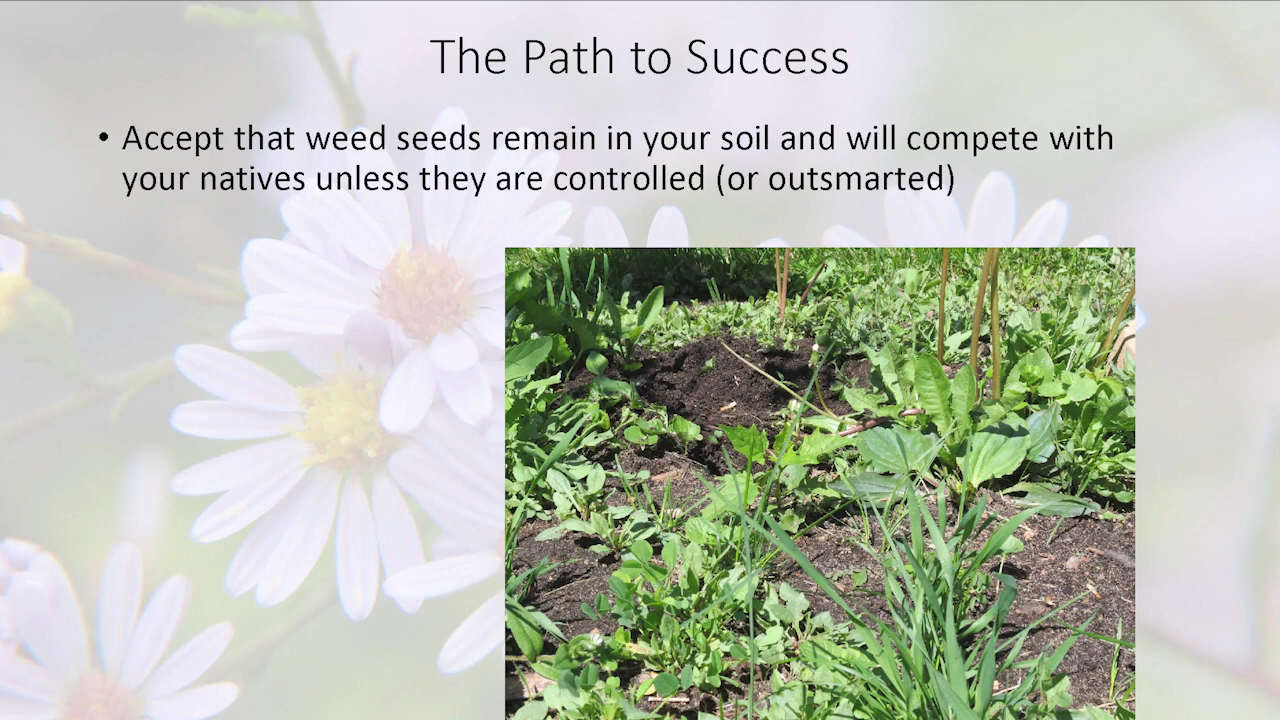 The Path to Success
• Accept that weed seeds remain in your soil and will compete with
your natives unless they are controlled (or outsmarted)